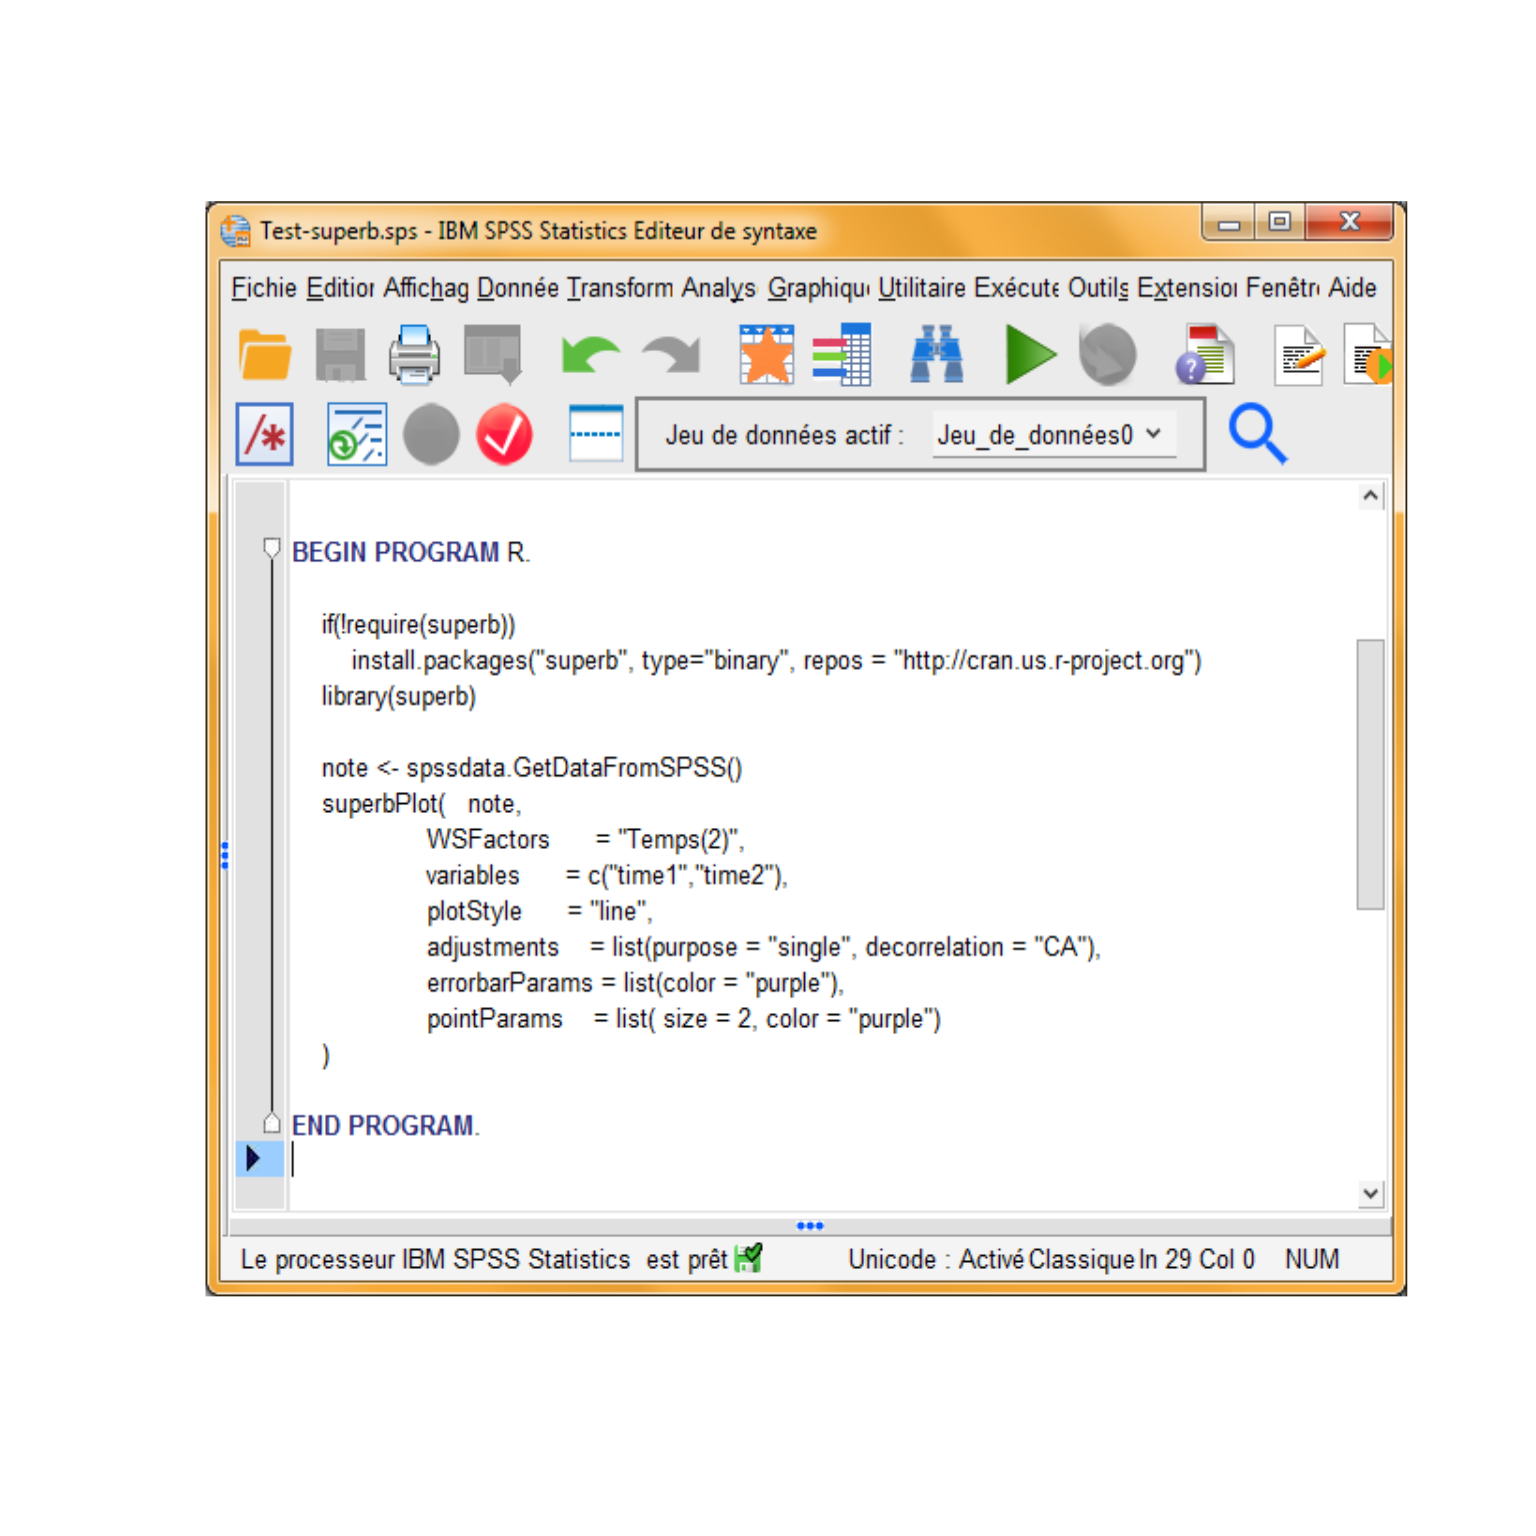 Test-superb.sps - IBM SPSS Statistics Editeur de syntaxe
Fichie Edition Affichag Donnée Transform Analys Graphiqu Utilitaire Exécute Outils Extension Fenêtr Aide
/*
Jeu de données actif : Jeu_de_données0
BEGIN PROGRAM R.
if(!require(superb))
install.packages("superb", type="binary", repos = "http://cran.us.r-project.org")
library(superb)
note <- spssdata.GetDataFromSPSS()
superbPlot( note,
WSFactors = "Temps(2)",
variables = c("time1","time2"),
plotStyle = "line",
adjustments = list(purpose = "single", decorrelation = "CA"),
errorbarParams = list(color = "purple"),
pointParams = list( size = 2, color = "purple")
)
END PROGRAM.
Le processeur IBM SPSS Statistics est prêt Unicode : Activé Classique ln 29 Col 0 NUM